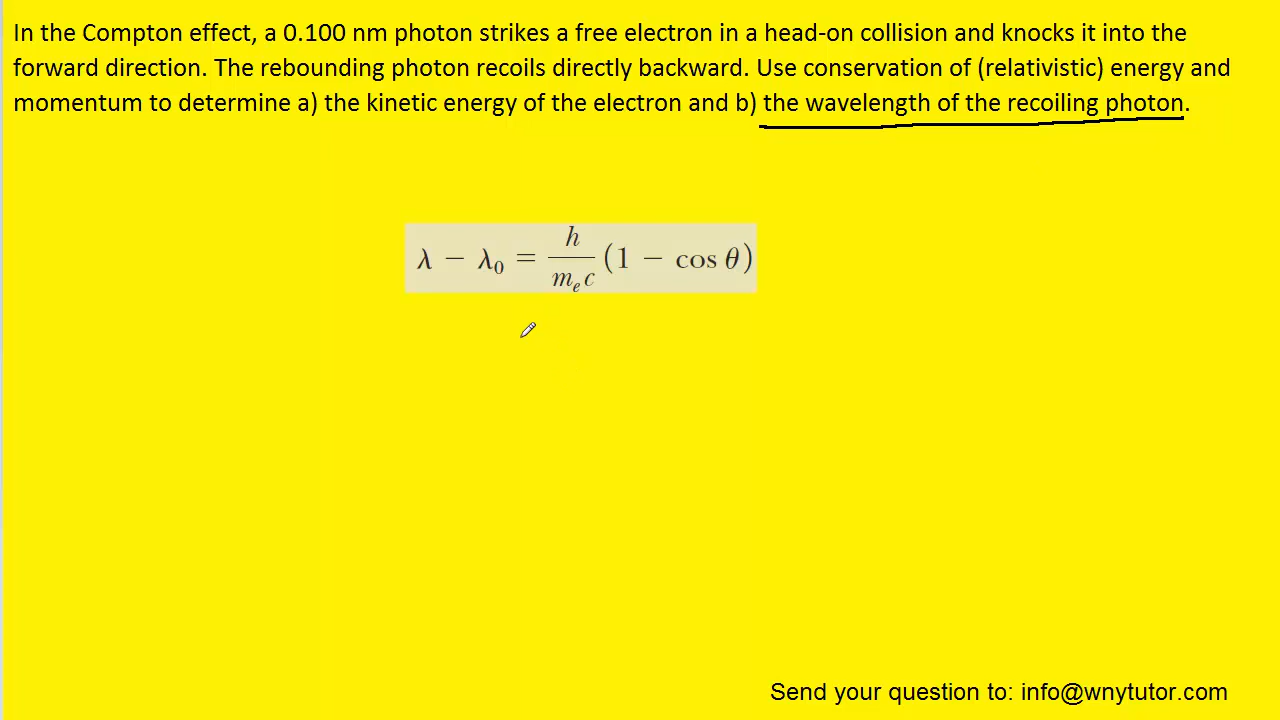 In the Compton effect, a 0.100 nm photon strikes a free electron in a head-on collision and knocks it into the
forward direction. The rebounding photon recoils directly backward. Use conservation of (relativistic) energy and
momentum to determine a) the kinetic energy of the electron and b) the wavelength of the recoiling photon.
λ − λ₀ = h/(mₑc) (1 − cos θ)
Send your question to: info@wnytutor.com